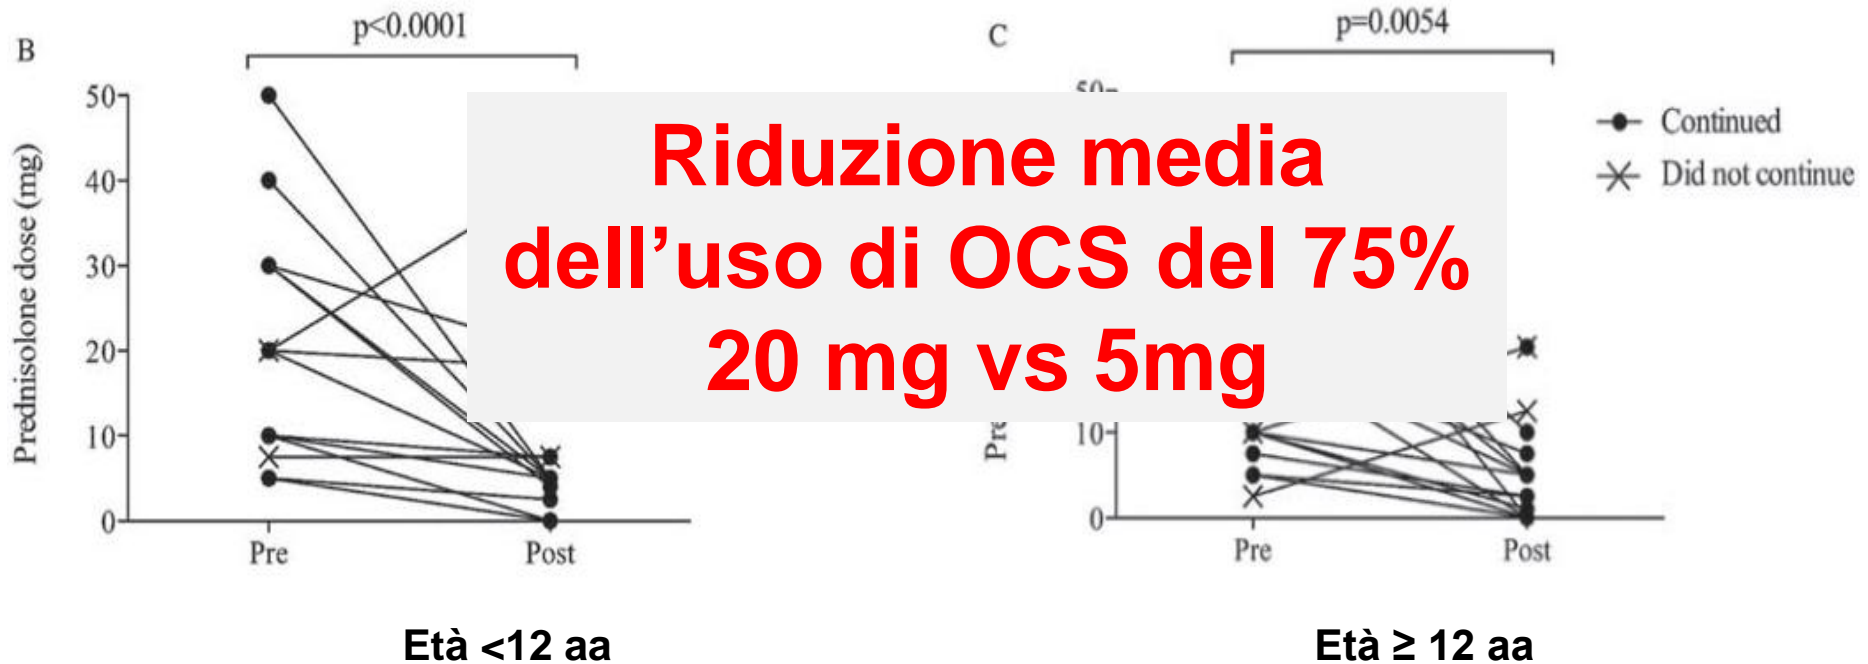 B
p<0.0001
C
p=0.0054
Prednisolone dose (mg)
50
40
30
20
10
0
Pre
Post
Riduzione media
dell’uso di OCS del 75%
20 mg vs 5mg
10
0
Pre
Post
Continued
Did not continue
Età <12 aa
Età ≥ 12 aa